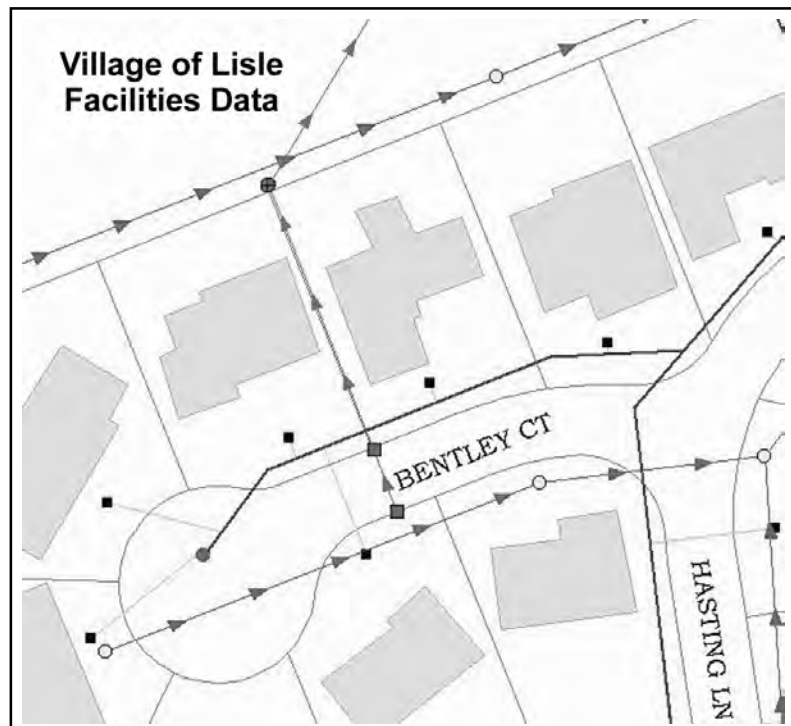 Village of Lisle
Facilities Data
BENTLEY CT
HASTING LN